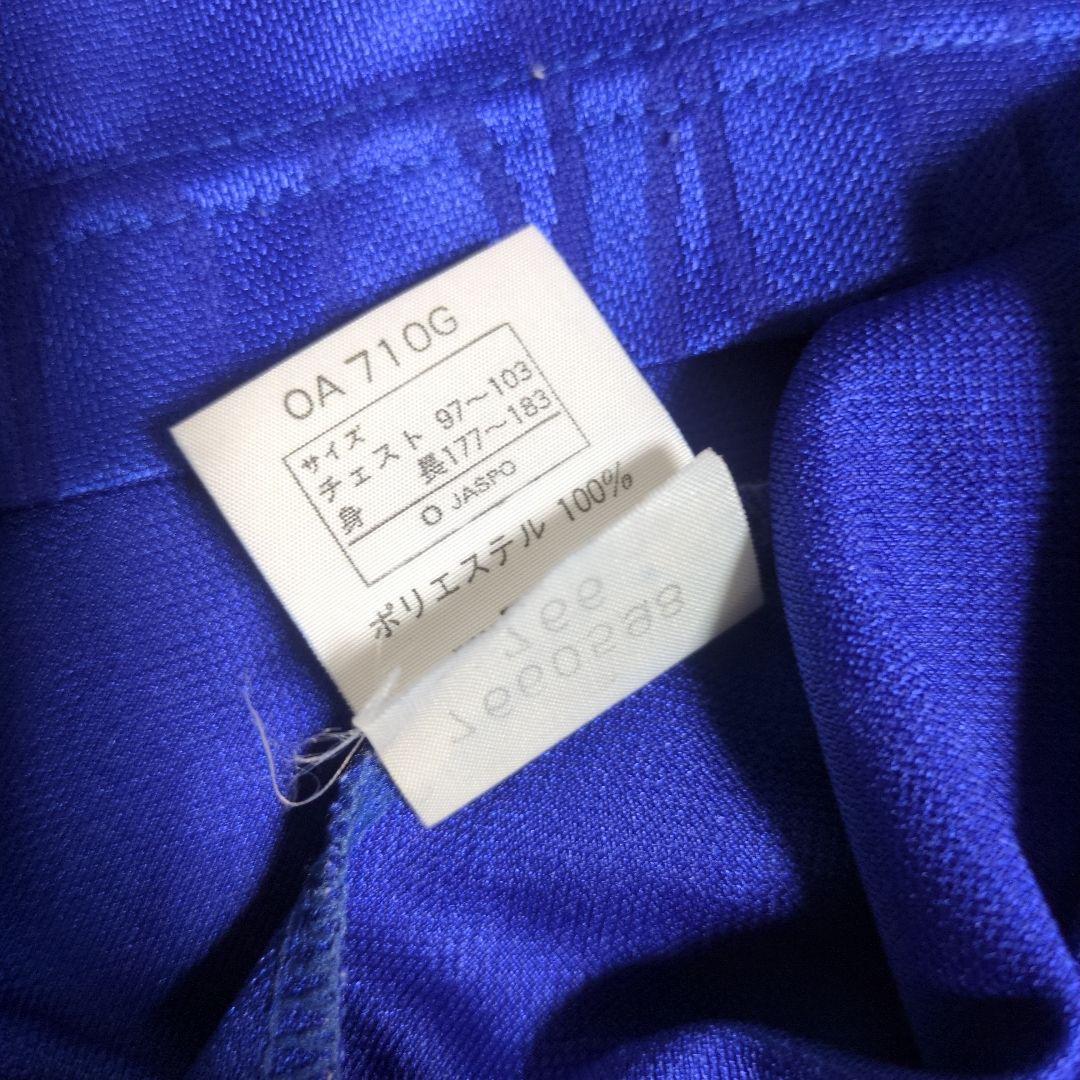 OA 710G
サイズ
チェスト 97～103
身 長177～183
JASPO
ポリエステル 100%